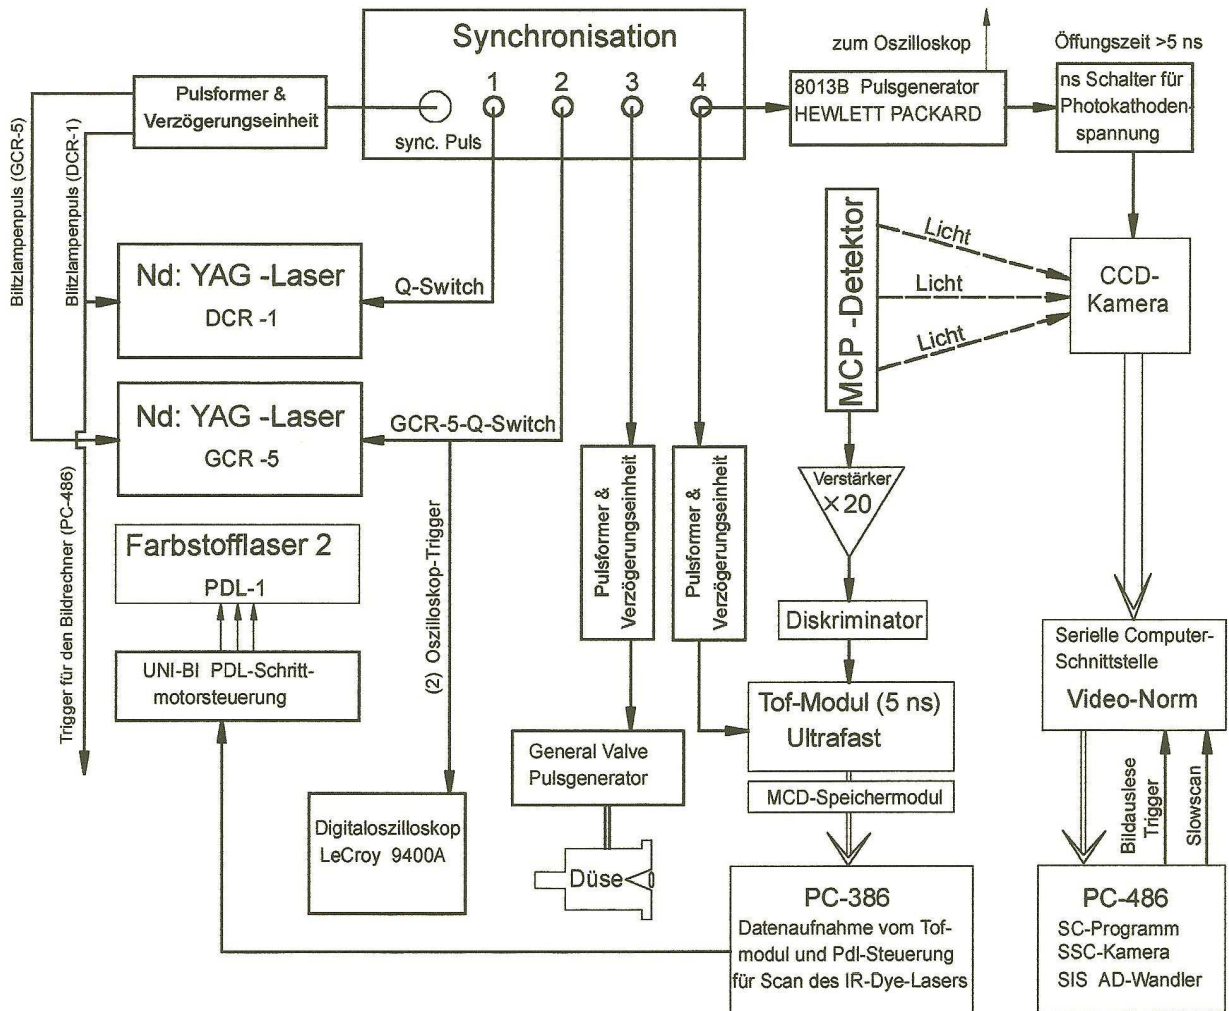 Synchronisation
1 2 3 4
sync. Puls
Pulsformer &
Verzögerungseinheit
zum Oszilloskop
8013B Pulsgenerator
HEWLETT PACKARD
Öffungszeit >5 ns
ns Schalter für
Photokathoden-
spannung
Biltzlampenpuls (GCR-5)
Blitzlampenpuls (DCR-1)
Nd: YAG -Laser
DCR -1
Q-Switch
MCP -Detektor
Licht
Licht
Licht
CCD-
Kamera
Nd: YAG -Laser
GCR -5
GCR-5-Q-Switch
Trigger für den Bildrechner (PC-486)
Farbstofflaser 2
PDL-1
UNI-BI PDL-Schritt-
motorsteuerung
(2) Oszilloskop-Trigger
Pulsformer &
Verzögerungseinheit
Pulsformer &
Verzögerungseinheit
Verstärker
×20
Diskriminator
Tof-Modul (5 ns)
Ultrafast
MCD-Speichermodul
Serielle Computer-
Schnittstelle
Video-Norm
General Valve
Pulsgenerator
Düse
Digitaloszilloskop
LeCroy 9400A
Bildauslese
Trigger
Slowscan
PC-386
Datenaufnahme vom Tof-
modul und Pdl-Steuerung
für Scan des IR-Dye-Lasers
PC-486
SC-Programm
SSC-Kamera
SIS AD-Wandler